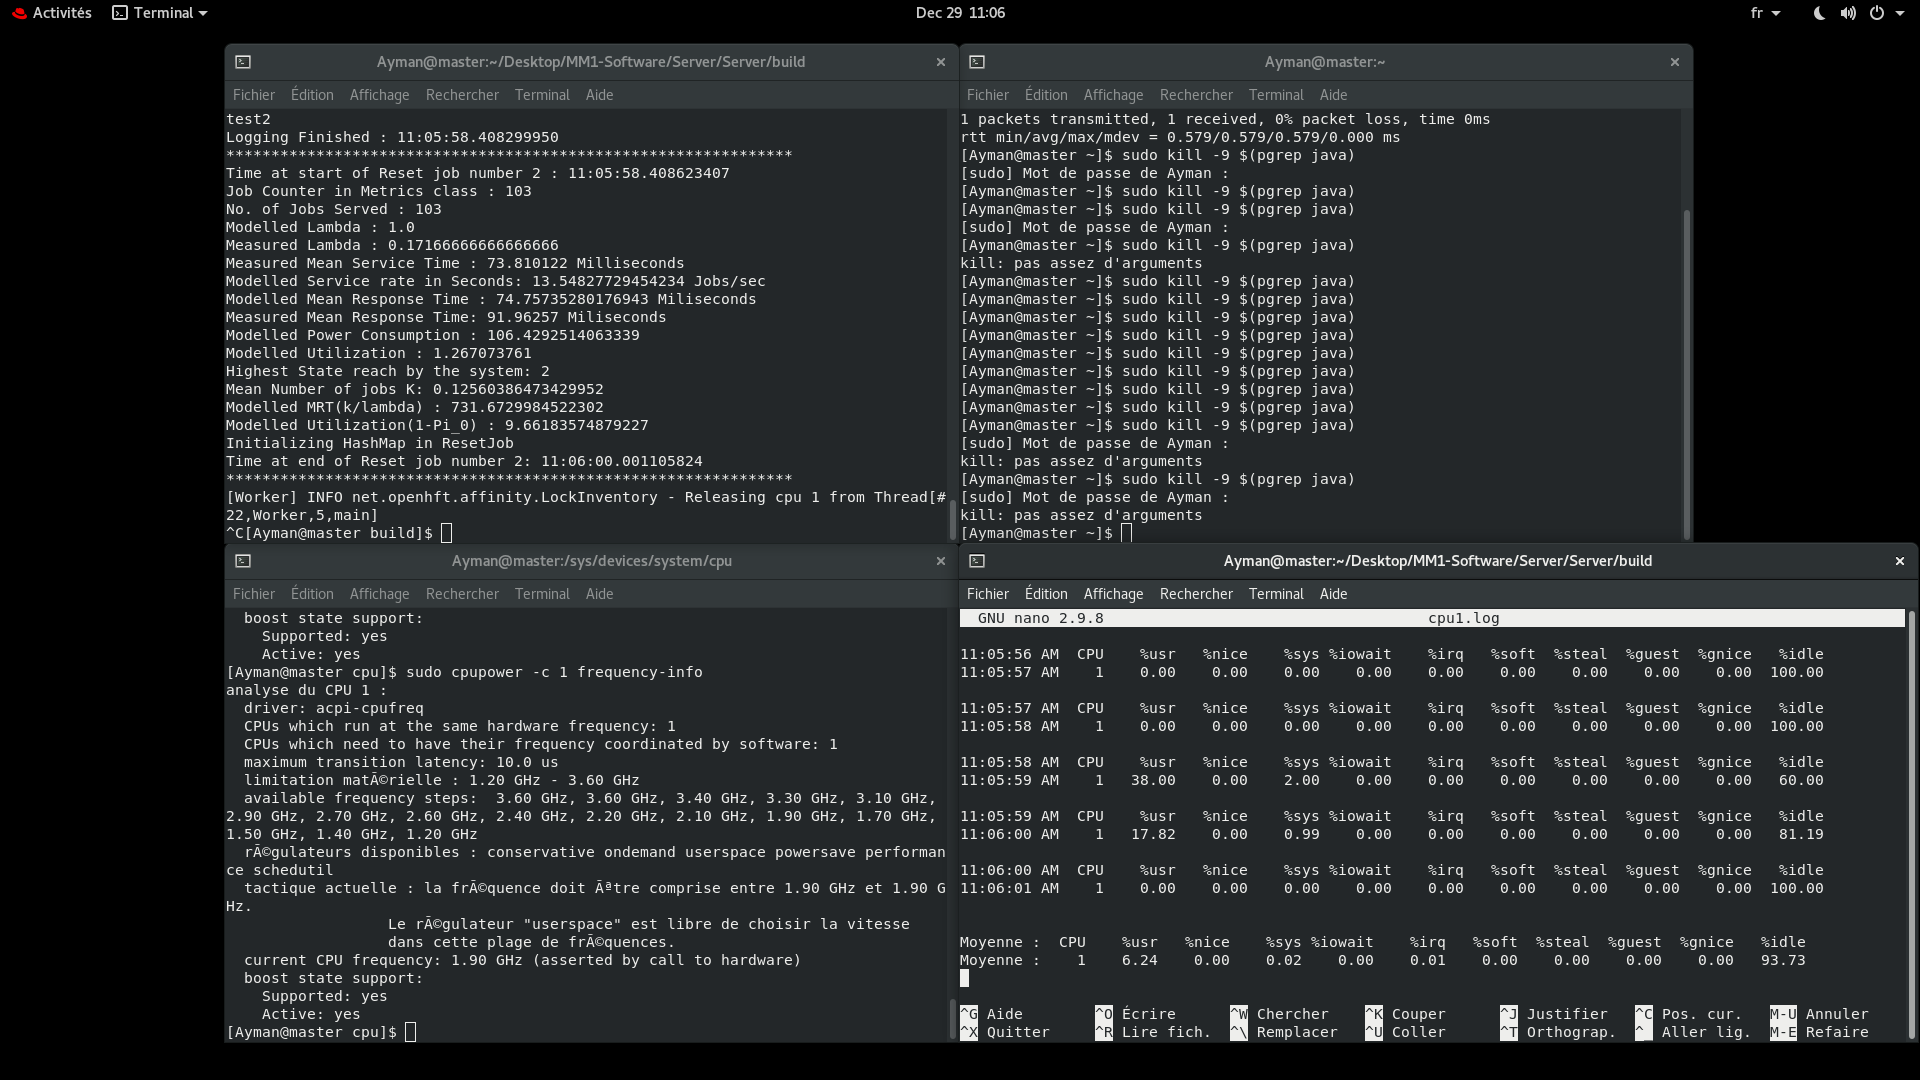 Activités Terminal Dec 29 11:06 fr
Ayman@master:~/Desktop/MM1-Software/Server/Server/build
Fichier Édition Affichage Rechercher Terminal Aide
test2
Logging Finished : 11:05:58.408299950
***************************************************************
Time at start of Reset job number 2 : 11:05:58.408623407
Job Counter in Metrics class : 103
No. of Jobs Served : 103
Modelled Lambda : 1.0
Measured Lambda : 0.17166666666666666
Measured Mean Service Time : 73.810122 Milliseconds
Modelled Service rate in Seconds: 13.54827729454234 Jobs/sec
Modelled Mean Response Time : 74.75735280176943 Miliseconds
Measured Mean Response Time: 91.96257 Miliseconds
Modelled Power Consumption : 106.4292514063339
Modelled Utilization : 1.267073761
Highest State reach by the system: 2
Mean Number of jobs K: 0.12560386473429952
Modelled MRT(k/lambda) : 731.6729984522302
Modelled Utilization(1-Pi_0) : 9.66183574879227
Initializing HashMap in ResetJob
Time at end of Reset job number 2: 11:06:00.001105824
***************************************************************
[Worker] INFO net.openhft.affinity.LockInventory - Releasing cpu 1 from Thread[#
22,Worker,5,main]
^C[Ayman@master build]$
Ayman@master:~
Fichier Édition Affichage Rechercher Terminal Aide
1 packets transmitted, 1 received, 0% packet loss, time 0ms
rtt min/avg/max/mdev = 0.579/0.579/0.579/0.000 ms
[Ayman@master ~]$ sudo kill -9 $(pgrep java)
[sudo] Mot de passe de Ayman :
[Ayman@master ~]$ sudo kill -9 $(pgrep java)
[Ayman@master ~]$ sudo kill -9 $(pgrep java)
[sudo] Mot de passe de Ayman :
[Ayman@master ~]$ sudo kill -9 $(pgrep java)
kill: pas assez d'arguments
[Ayman@master ~]$ sudo kill -9 $(pgrep java)
[Ayman@master ~]$ sudo kill -9 $(pgrep java)
[Ayman@master ~]$ sudo kill -9 $(pgrep java)
[Ayman@master ~]$ sudo kill -9 $(pgrep java)
[Ayman@master ~]$ sudo kill -9 $(pgrep java)
[Ayman@master ~]$ sudo kill -9 $(pgrep java)
[Ayman@master ~]$ sudo kill -9 $(pgrep java)
[Ayman@master ~]$ sudo kill -9 $(pgrep java)
[Ayman@master ~]$ sudo kill -9 $(pgrep java)
[sudo] Mot de passe de Ayman :
kill: pas assez d'arguments
[Ayman@master ~]$ sudo kill -9 $(pgrep java)
[sudo] Mot de passe de Ayman :
kill: pas assez d'arguments
[Ayman@master ~]$
Ayman@master:/sys/devices/system/cpu
Fichier Édition Affichage Rechercher Terminal Aide
boost state support:
Supported: yes
Active: yes
[Ayman@master cpu]$ sudo cpupower -c 1 frequency-info
analyse du CPU 1 :
driver: acpi-cpufreq
CPUs which run at the same hardware frequency: 1
CPUs which need to have their frequency coordinated by software: 1
maximum transition latency: 10.0 us
limitation matÃ©rielle : 1.20 GHz - 3.60 GHz
available frequency steps:  3.60 GHz, 3.60 GHz, 3.40 GHz, 3.30 GHz, 3.10 GHz,
2.90 GHz, 2.70 GHz, 2.60 GHz, 2.40 GHz, 2.20 GHz, 2.10 GHz, 1.90 GHz, 1.70 GHz,
1.50 GHz, 1.40 GHz, 1.20 GHz
rÃ©gulateurs disponibles : conservative ondemand userspace powersave performan
ce schedutil
tactique actuelle : la frÃ©quence doit Ãªtre comprise entre 1.90 GHz et 1.90 G
Hz.
Le rÃ©gulateur "userspace" est libre de choisir la vitesse
dans cette plage de frÃ©quences.
current CPU frequency: 1.90 GHz (asserted by call to hardware)
boost state support:
Supported: yes
Active: yes
[Ayman@master cpu]$
Ayman@master:~/Desktop/MM1-Software/Server/Server/build
Fichier Édition Affichage Rechercher Terminal Aide
GNU nano 2.9.8 cpu1.log
11:05:56 AM CPU %usr %nice %sys %iowait %irq %soft %steal %guest %gnice %idle
11:05:57 AM 1 0.00 0.00 0.00 0.00 0.00 0.00 0.00 0.00 0.00 100.00
11:05:57 AM CPU %usr %nice %sys %iowait %irq %soft %steal %guest %gnice %idle
11:05:58 AM 1 0.00 0.00 0.00 0.00 0.00 0.00 0.00 0.00 0.00 100.00
11:05:58 AM CPU %usr %nice %sys %iowait %irq %soft %steal %guest %gnice %idle
11:05:59 AM 1 38.00 0.00 2.00 0.00 0.00 0.00 0.00 0.00 0.00 60.00
11:05:59 AM CPU %usr %nice %sys %iowait %irq %soft %steal %guest %gnice %idle
11:06:00 AM 1 17.82 0.00 0.99 0.00 0.00 0.00 0.00 0.00 0.00 81.19
11:06:00 AM CPU %usr %nice %sys %iowait %irq %soft %steal %guest %gnice %idle
11:06:01 AM 1 0.00 0.00 0.00 0.00 0.00 0.00 0.00 0.00 0.00 100.00
Moyenne : CPU %usr %nice %sys %iowait %irq %soft %steal %guest %gnice %idle
Moyenne : 1 6.24 0.00 0.02 0.00 0.01 0.00 0.00 0.00 0.00 93.73
^G Aide ^O Écrire ^W Chercher ^K Couper ^J Justifier ^C Pos. cur. M-U Annuler
^X Quitter ^R Lire fich. ^\ Remplacer ^U Coller ^T Orthograp. ^_ Aller lig. M-E Refaire